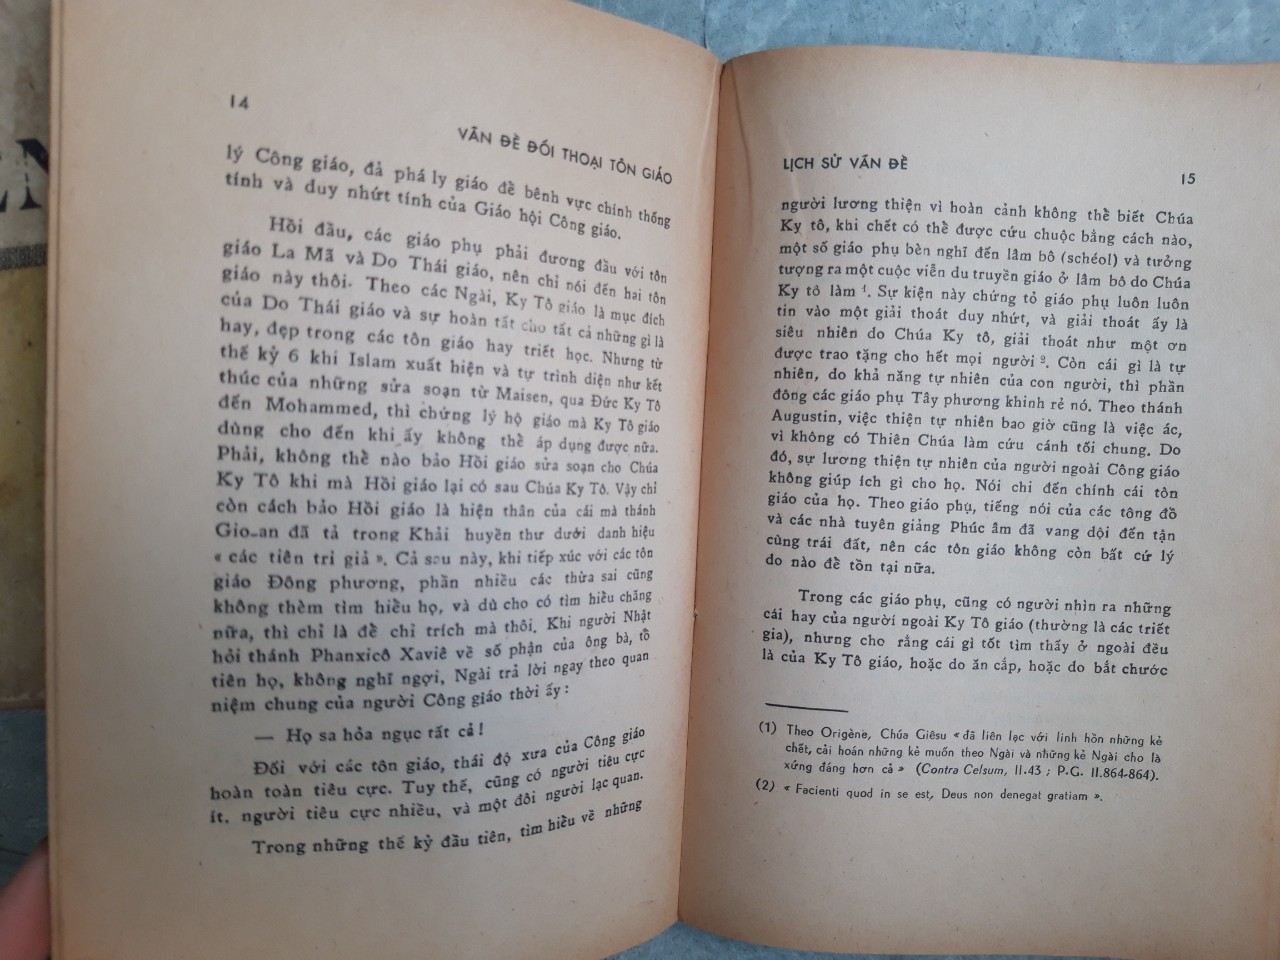 14
VẤN ĐỀ ĐỐI THOẠI TÔN GIÁO
lý Công giáo, đả phá ly giáo đề bênh vực chính thống
tính và duy nhứt tính của Giáo hội Công giáo.
Hồi đầu, các giáo phụ phải đương đầu với tôn
giáo La Mã và Do Thái giáo, nên chỉ nói đến hai tôn
giáo này thôi. Theo các Ngài, Ky Tô giáo là mục đích
của Do Thái giáo và sự hoàn tất cho tất cả những gì là
hay, đẹp trong các tôn giáo hay triết học. Nhưng từ
thế kỷ 6 khi Islam xuất hiện và tự trình diện như kết
thúc của những sửa soạn từ Maisen, qua Đức Ky Tô
đến Mohammed, thì chứng lý hộ giáo mà Ky Tô giáo
dùng cho đến khi ấy không thể áp dụng được nữa.
Phải, không thể nào bảo Hồi giáo sửa soạn cho Chúa
Ky Tô khi mà Hồi giáo lại có sau Chúa Ky Tô. Vậy chỉ
còn cách bảo Hồi giáo là hiện thân của cái mà thánh
Gio-an đã tả trong Khải huyền thư dưới danh hiệu
« các tiên tri giả ». Cả sau này, khi tiếp xúc với các tôn
giáo Đông phương, phần nhiều các thừa sai cũng
không thèm tìm hiểu họ, và dù cho có tìm hiểu chăng
nữa, thì chỉ là đề chỉ trích mà thôi. Khi người Nhật
hỏi thánh Phanxicô Xaviê về số phận của ông bà, tổ
tiên họ, không nghĩ ngợi, Ngài trả lời ngay theo quan
niệm chung của người Công giáo thời ấy :
— Họ sa hỏa ngục tất cả !
Đối với các tôn giáo, thái độ xưa của Công giáo
hoàn toàn tiêu cực. Tuy thế, cũng có người tiêu cực
ít, người tiêu cực nhiều, và một đôi người lạc quan.
Trong những thế kỷ đầu tiên, tìm hiểu về những
LỊCH SỬ VẤN ĐỀ
15
người lương thiện vì hoàn cảnh không thể biết Chúa
Ky tô, khi chết có thể được cứu chuộc bằng cách nào,
một số giáo phụ bèn nghĩ đến lâm bô (schéol) và tưởng
tượng ra một cuộc viễn du truyền giáo ở lâm bô do Chúa
Ky tô làm 1. Sự kiện này chứng tỏ giáo phụ luôn luôn
tin vào một giải thoát duy nhứt, và giải thoát ấy là
siêu nhiên do Chúa Ky tô, giải thoát như một ơn
được trao tặng cho hết mọi người 2. Còn cái gì là tự
nhiên, do khả năng tự nhiên của con người, thì phần
đông các giáo phụ Tây phương khinh rẻ nó. Theo thánh
Augustin, việc thiện tự nhiên bao giờ cũng là việc ác,
vì không có Thiên Chúa làm cứu cánh tối chung. Do
đó, sự lương thiện tự nhiên của người ngoài Công giáo
không giúp ích gì cho họ. Nói chi đến chính cái tôn
giáo của họ. Theo giáo phụ, tiếng nói của các tông đồ
và các nhà tuyên giảng Phúc âm đã vang dội đến tận
cùng trái đất, nên các tôn giáo không còn bất cứ lý
do nào đề tồn tại nữa.
Trong các giáo phụ, cũng có người nhìn ra những
cái hay của người ngoài Ky Tô giáo (thường là các triết
gia), nhưng cho rằng cái gì tốt tìm thấy ở ngoài đều
là của Ky Tô giáo, hoặc do ăn cắp, hoặc do bắt chước
(1) Theo Origène, Chúa Giêsu « đã liên lạc với linh hồn những kẻ
chết, cải hoán những kẻ muốn theo Ngài và những kẻ Ngài cho là
xứng đáng hơn cả » (Contra Celsum, II.43 ; P.G. II.864-864).
(2) « Facienti quod in se est, Deus non denegat gratiam ».